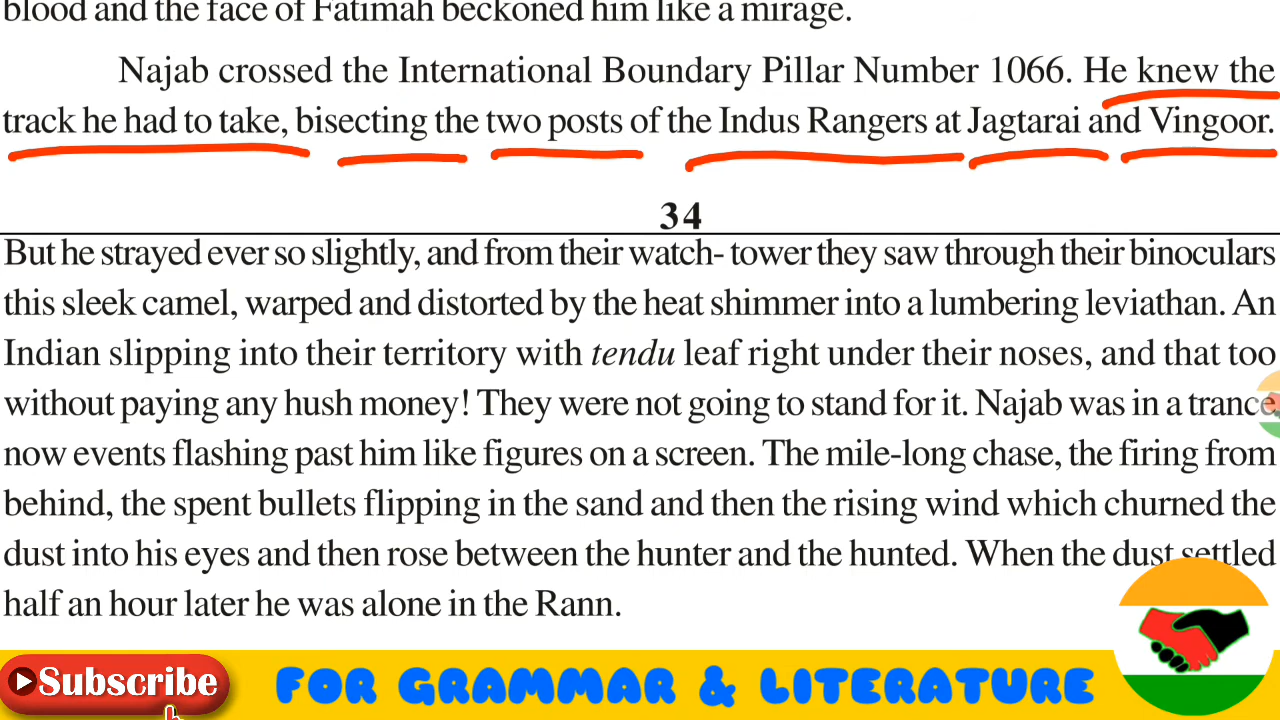 blood and the face of Fatimah beckoned him like a mirage.
Najab crossed the International Boundary Pillar Number 1066. He knew the
track he had to take, bisecting the two posts of the Indus Rangers at Jagtarai and Vingoor.
34
But he strayed ever so slightly, and from their watch- tower they saw through their binoculars
this sleek camel, warped and distorted by the heat shimmer into a lumbering leviathan. An
Indian slipping into their territory with tendu leaf right under their noses, and that too
without paying any hush money! They were not going to stand for it. Najab was in a trance
now events flashing past him like figures on a screen. The mile-long chase, the firing from
behind, the spent bullets flipping in the sand and then the rising wind which churned the
dust into his eyes and then rose between the hunter and the hunted. When the dust settled
half an hour later he was alone in the Rann.
Subscribe
FOR GRAMMAR & LITERATURE